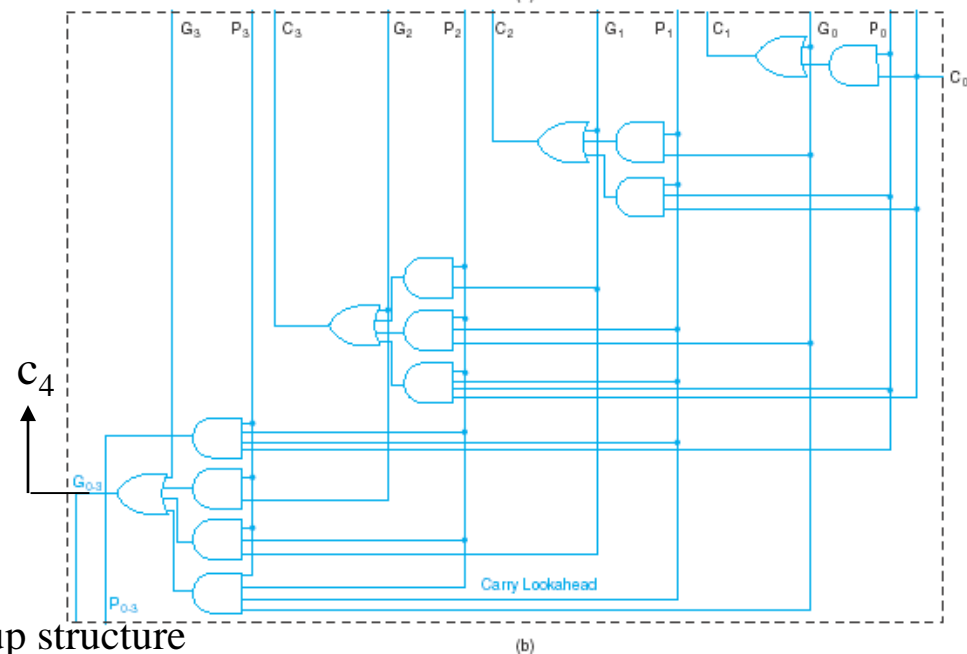 G₃ P₃ C₃ G₂ P₂ C₂ G₁ P₁ C₁ G₀ P₀
C₀
c₄
G₀₋₃
Carry Lookahead
P₀₋₃
up structure
(b)